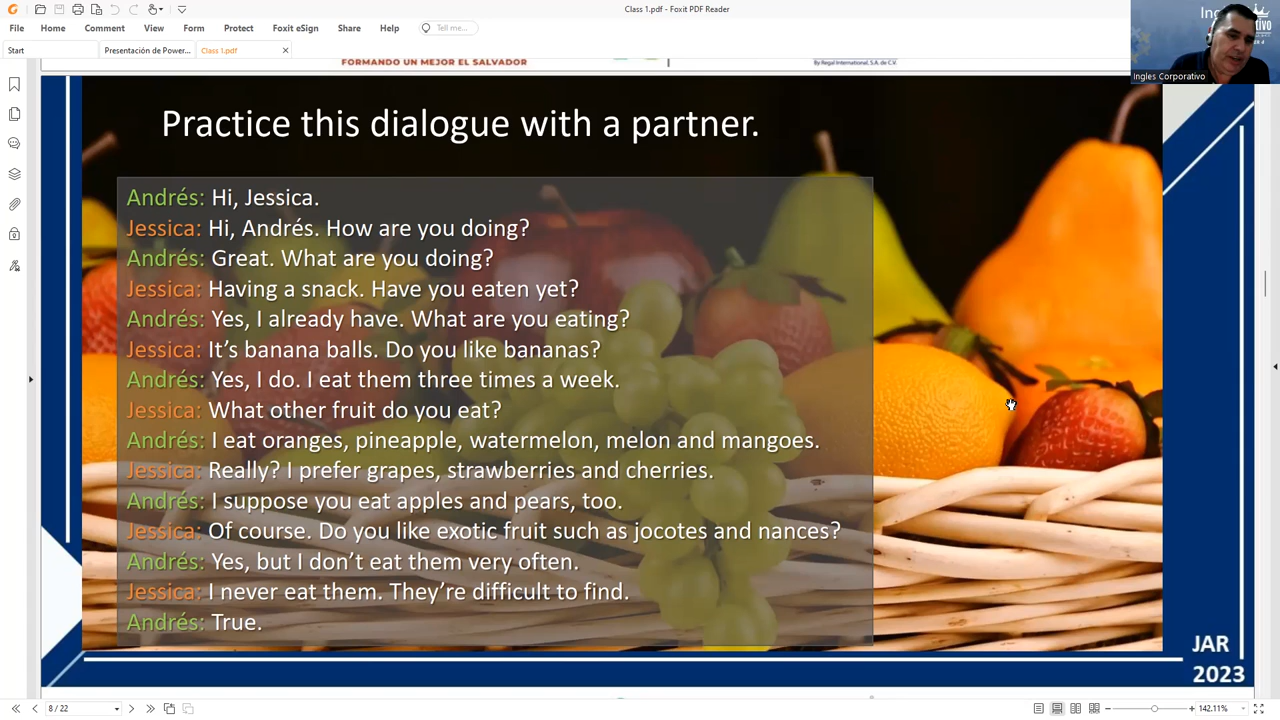 Class 1.pdf - Foxit PDF Reader
File Home Comment View Form Protect Foxit eSign Share Help Tell me...
Start Presentación de Power... Class 1.pdf
Ingles Corporativo
FORMANDO UN MEJOR EL SALVADOR
By Regal International, S.A. de C.V.
Practice this dialogue with a partner.
Andrés: Hi, Jessica.
Jessica: Hi, Andrés. How are you doing?
Andrés: Great. What are you doing?
Jessica: Having a snack. Have you eaten yet?
Andrés: Yes, I already have. What are you eating?
Jessica: It’s banana balls. Do you like bananas?
Andrés: Yes, I do. I eat them three times a week.
Jessica: What other fruit do you eat?
Andrés: I eat oranges, pineapple, watermelon, melon and mangoes.
Jessica: Really? I prefer grapes, strawberries and cherries.
Andrés: I suppose you eat apples and pears, too.
Jessica: Of course. Do you like exotic fruit such as jocotes and nances?
Andrés: Yes, but I don’t eat them very often.
Jessica: I never eat them. They’re difficult to find.
Andrés: True.
JAR
2023
8 / 22
142.11%